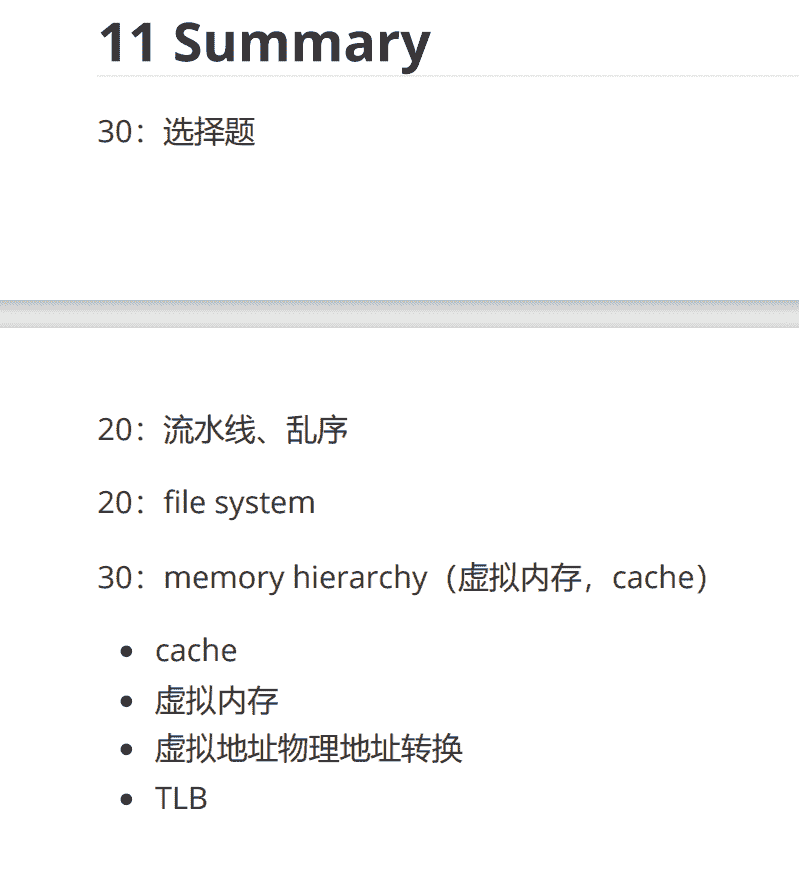 11 Summary
30：选择题
20：流水线、乱序
20：file system
30：memory hierarchy（虚拟内存，cache）
• cache
• 虚拟内存
• 虚拟地址物理地址转换
• TLB